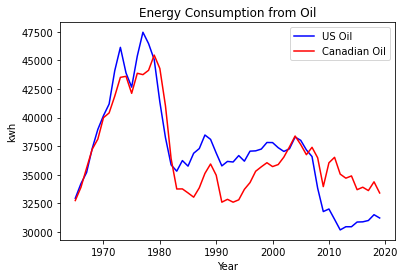 Energy Consumption from Oil
US Oil
Canadian Oil
47500
45000
42500
40000
37500
35000
32500
30000
kwh
1970
1980
1990
2000
2010
2020
Year